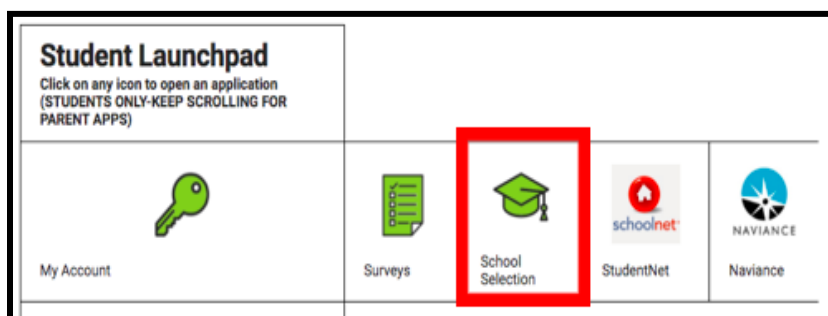 Student Launchpad
Click on any icon to open an application
(STUDENTS ONLY-KEEP SCROLLING FOR
PARENT APPS)
schoolnet
NAVIANCE
My Account
Surveys
School
Selection
StudentNet
Naviance